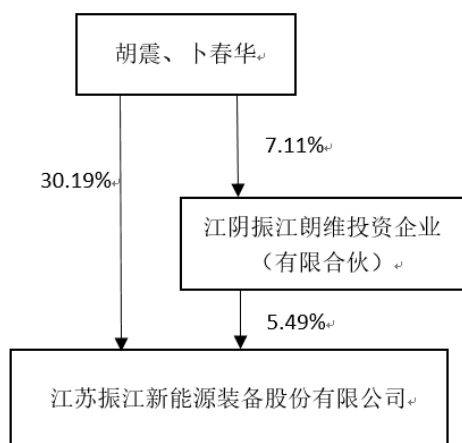 胡震、卜春华
7.11%
30.19%
江阴振江朗维投资企业
（有限合伙）
5.49%
江苏振江新能源装备股份有限公司